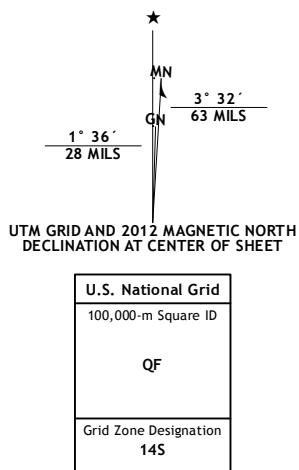 ★
MN
3° 32´
63 MILS
GN
1° 36´
28 MILS
UTM GRID AND 2012 MAGNETIC NORTH
DECLINATION AT CENTER OF SHEET
U.S. National Grid
100,000-m Square ID
QF
Grid Zone Designation
14S